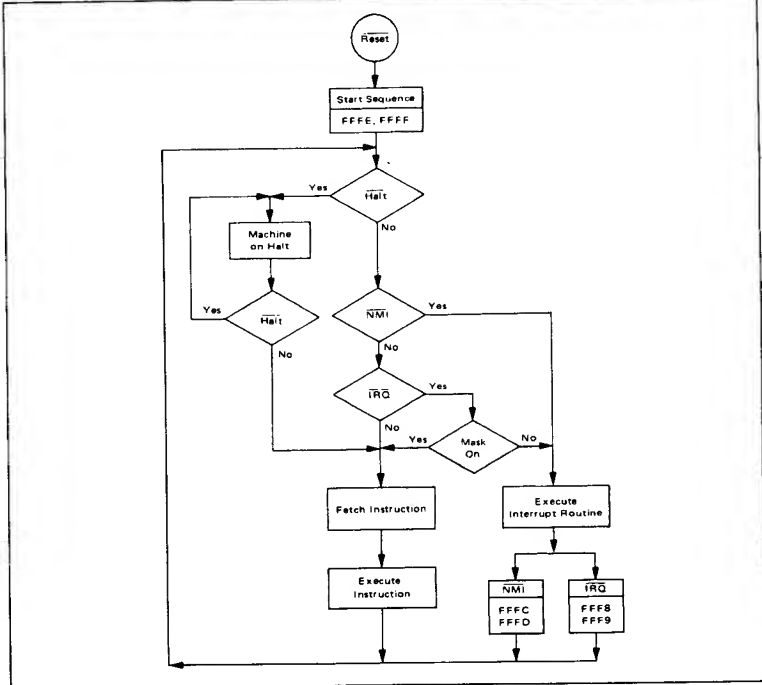 Reset
Start Sequence
FFFE, FFFF
Yes
Halt
No
Machine
on Halt
Yes
Halt
No
NMI
Yes
No
IRQ
Yes
No
Yes
Mask
On
No
Fetch Instruction
Execute
Interrupt Routine
Execute
Instruction
NMI
FFFC
FFFD
IRQ
FFF8
FFF9